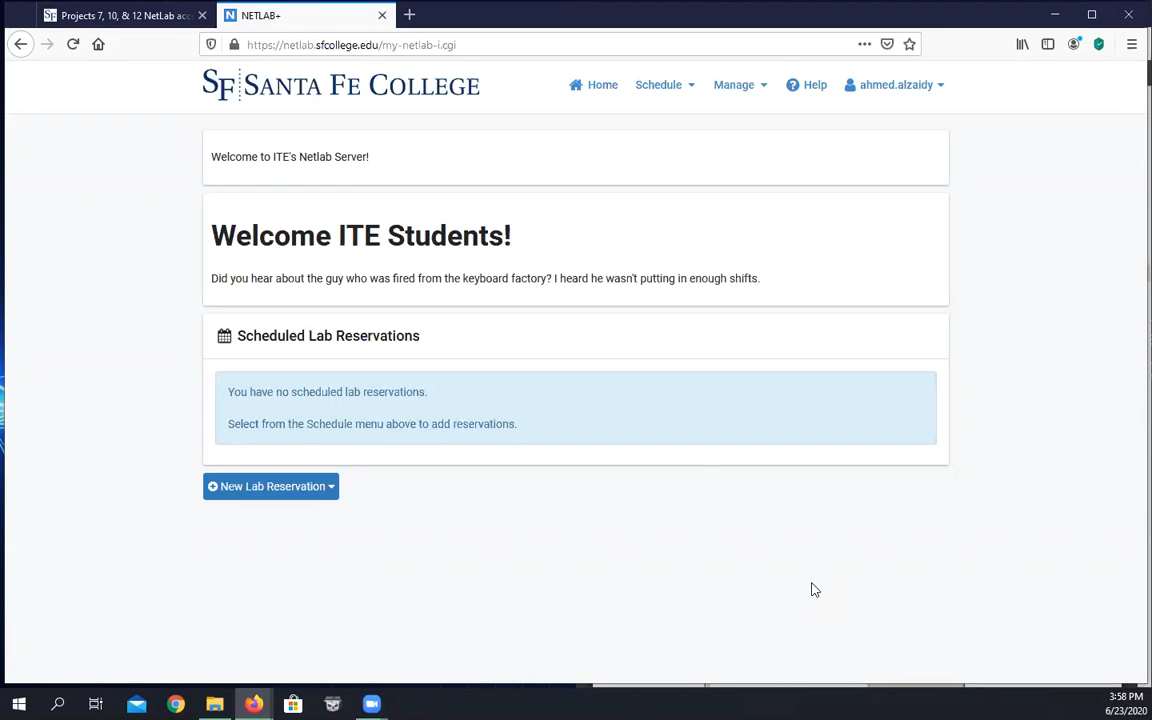 SF Projects 7, 10, & 12 NetLab acc
N NETLAB+
https://netlab.sfcollege.edu/my-netlab-i.cgi
SF SANTA FE COLLEGE
Home Schedule Manage Help ahmed.alzaidy
Welcome to ITE's Netlab Server!
Welcome ITE Students!
Did you hear about the guy who was fired from the keyboard factory? I heard he wasn't putting in enough shifts.
Scheduled Lab Reservations
You have no scheduled lab reservations.
Select from the Schedule menu above to add reservations.
New Lab Reservation
3:58 PM
6/23/2020